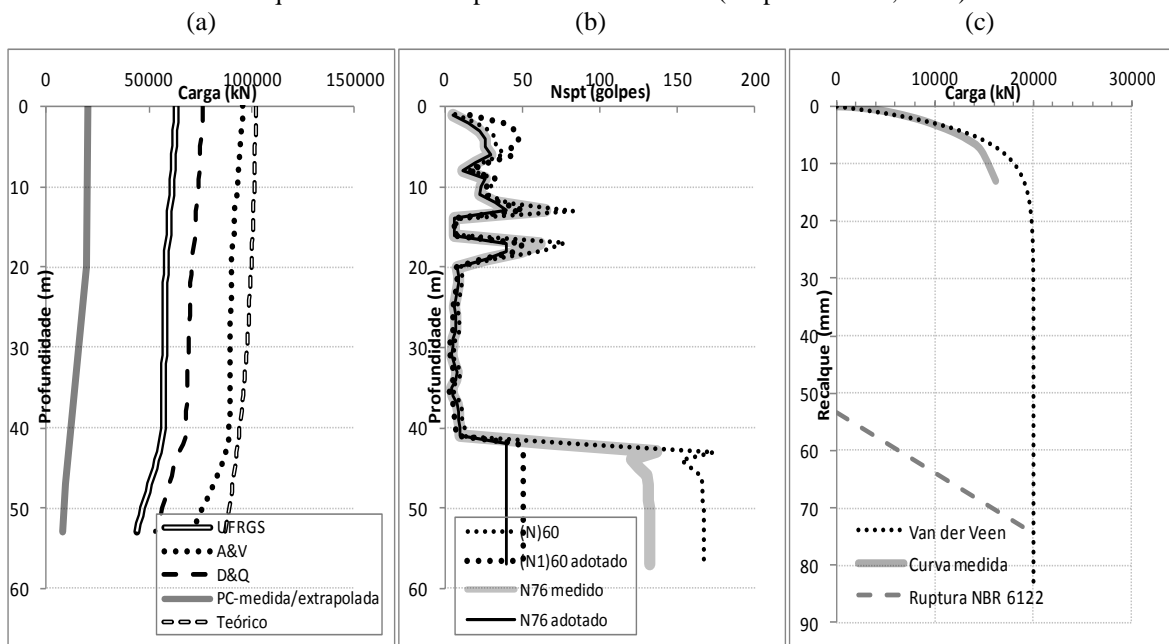 (a) (b) (c)
0 50000 100000 150000
Carga (kN)
0
10
20
30
40
50
60
Profundidade (m)
UFRGS
A&V
D&Q
PC-medida/extrapolada
Teórico
0 50 100 150 200
Nspt (golpes)
0
10
20
30
40
50
60
Profundidade (m)
(N)60
(N1)60 adotado
N76 medido
N76 adotado
0 10000 20000 30000
Carga (kN)
0
10
20
30
40
50
60
70
80
90
Recalque (mm)
Van der Veen
Curva medida
Ruptura NBR 6122